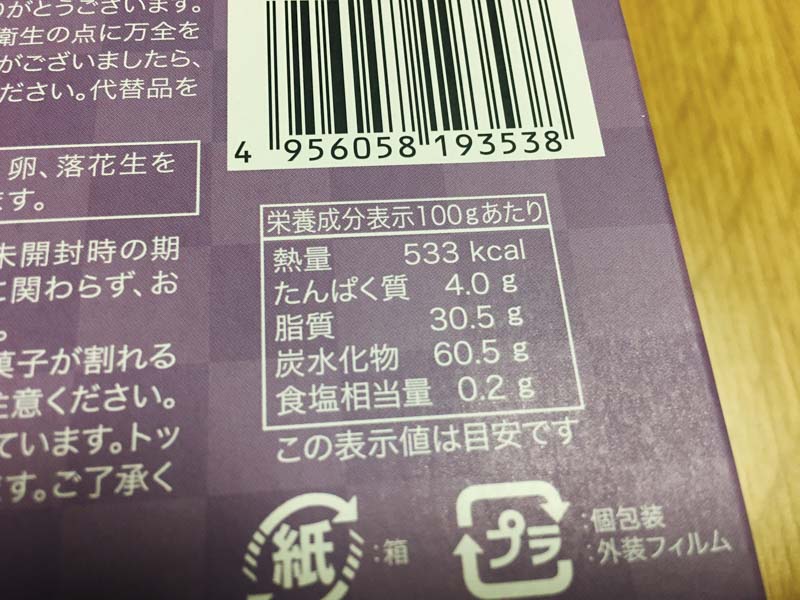 がとうございます。
衛生の点に万全を
がございましたら、
ださい。代替品を
卵、落花生を
す。
未開封時の期
に関わらず、お
。
菓子が割れる
注意ください。
ています。トッ
す。ご了承く
4 956058 193538
栄養成分表示100gあたり
熱量 533 kcal
たんぱく質 4.0 g
脂質 30.5 g
炭水化物 60.5 g
食塩相当量 0.2 g
この表示値は目安です
紙 :箱
プラ :個包装
:外装フィルム